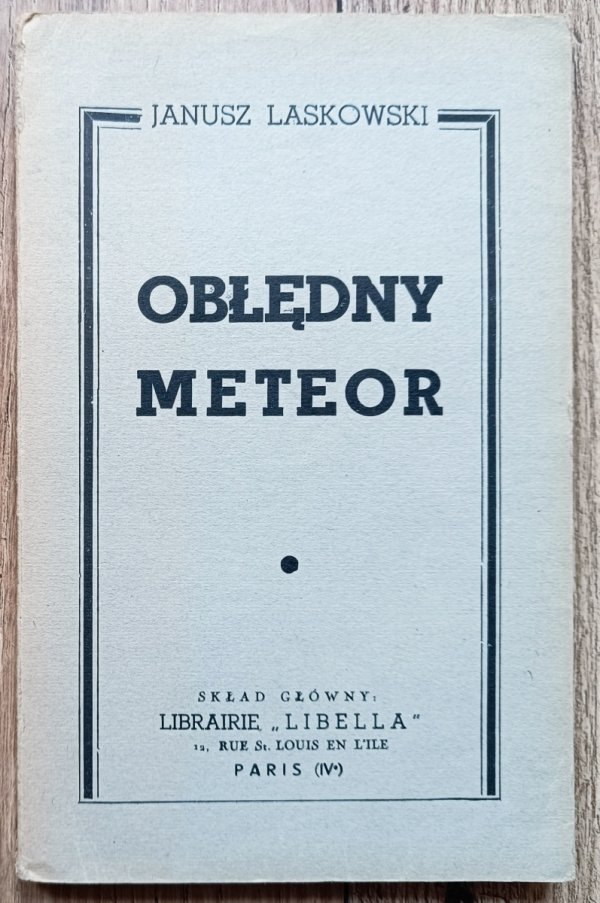 JANUSZ LASKOWSKI
OBŁĘDNY
METEOR
SKŁAD GŁÓWNY:
LIBRAIRIE „LIBELLA"
12, RUE St. LOUIS EN L'ILE
PARIS (IVe)